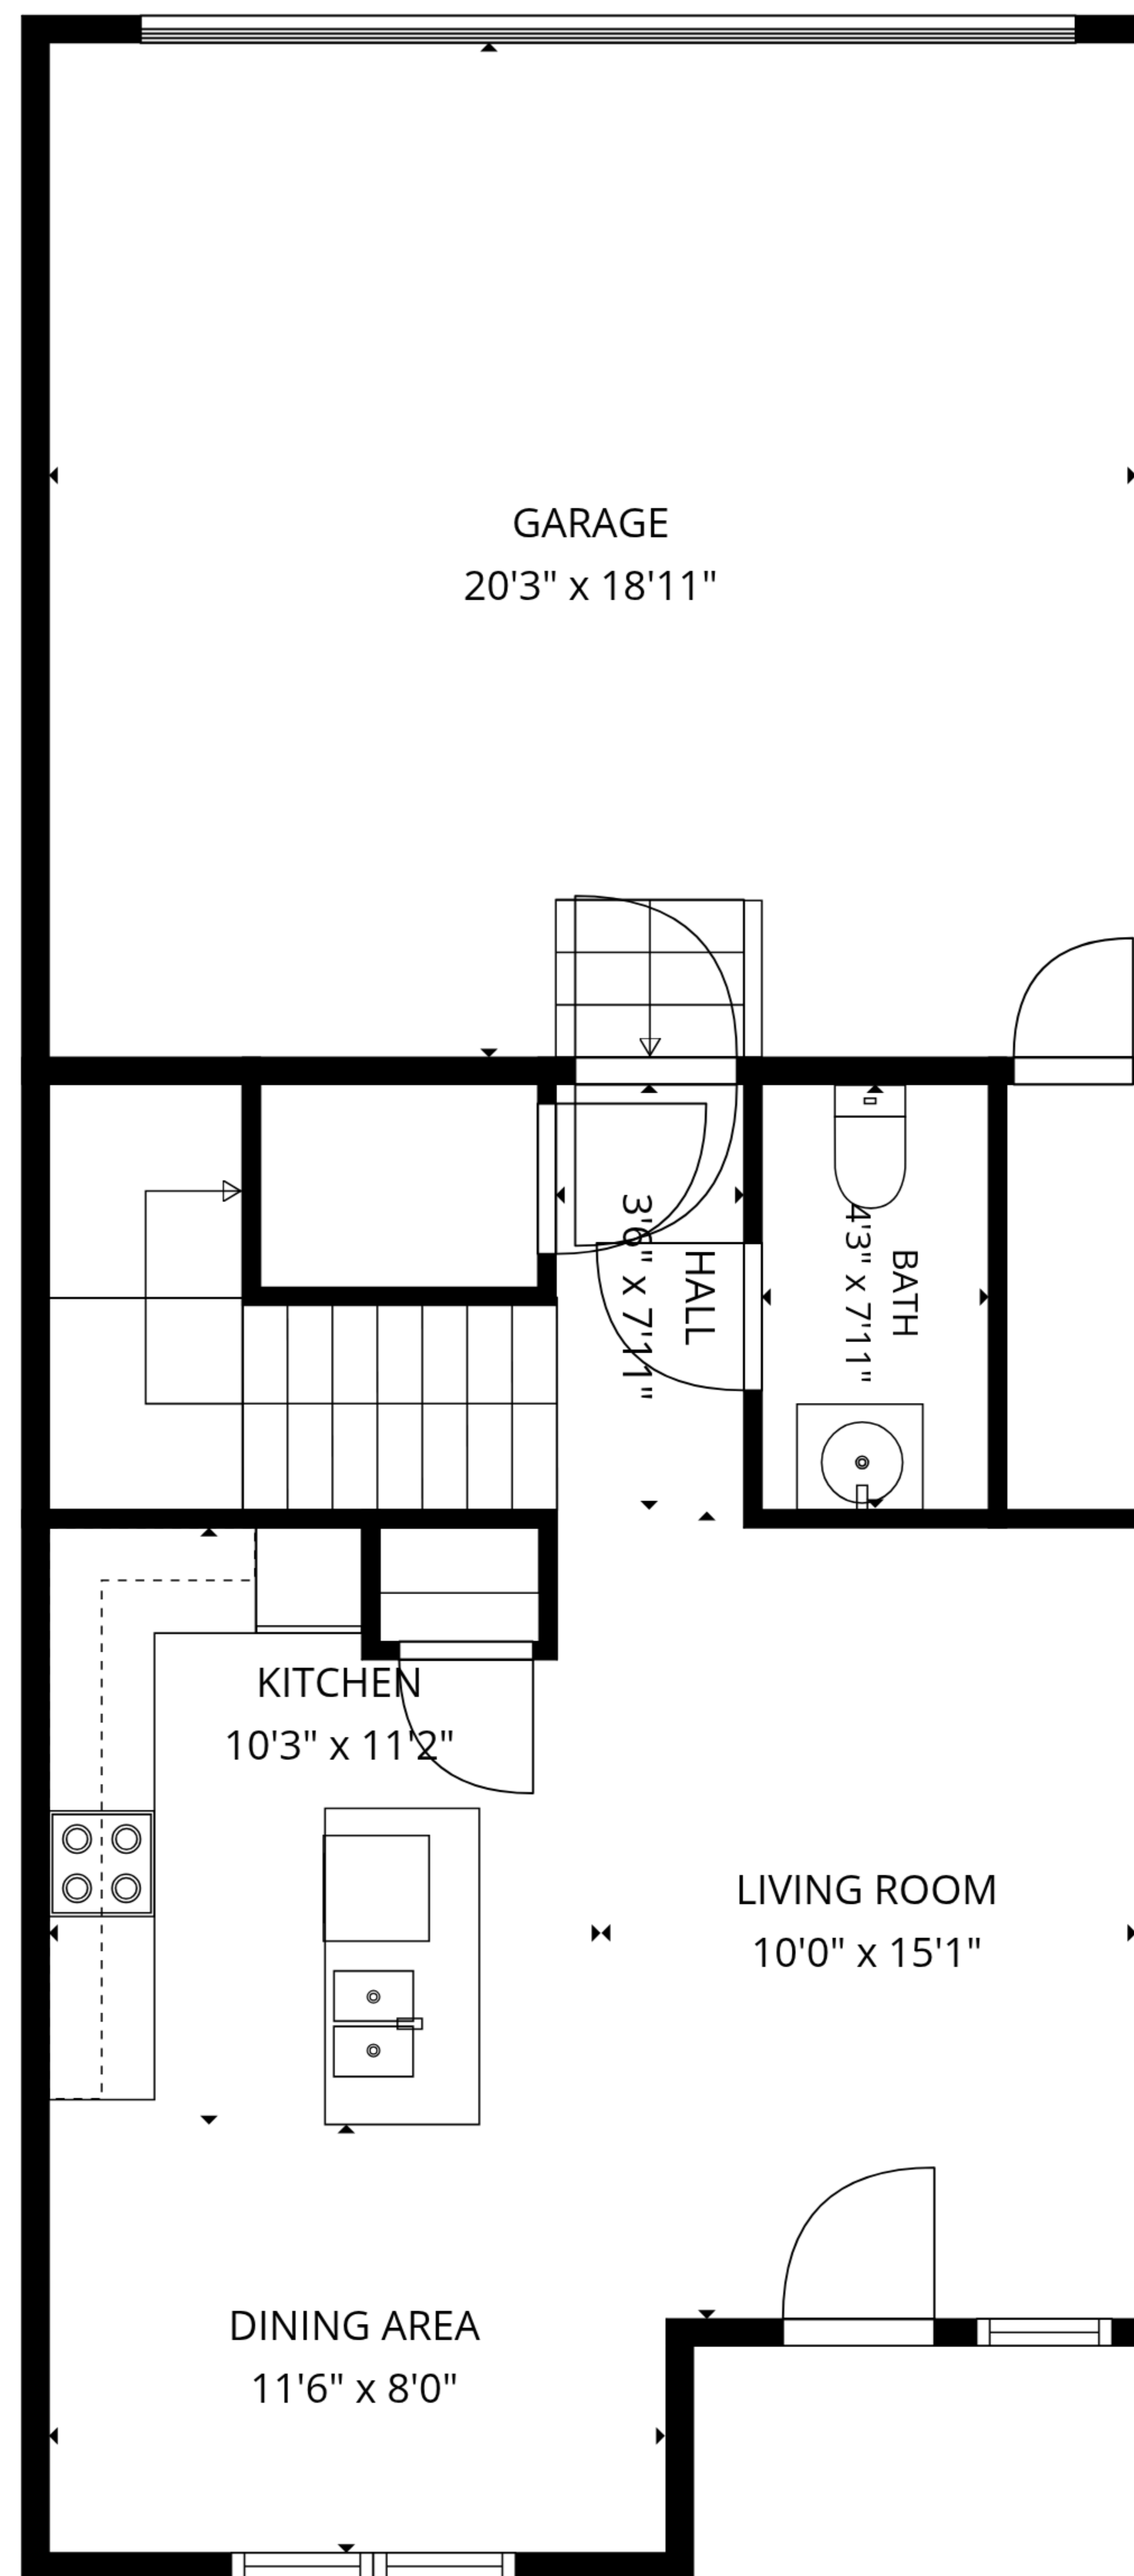 GARAGE
20'3" x 18'11"
HALL
3'6" x 7'11"
BATH
4'3" x 7'11"
KITCHEN
10'3" x 11'2"
LIVING ROOM
10'0" x 15'1"
DINING AREA
11'6" x 8'0"